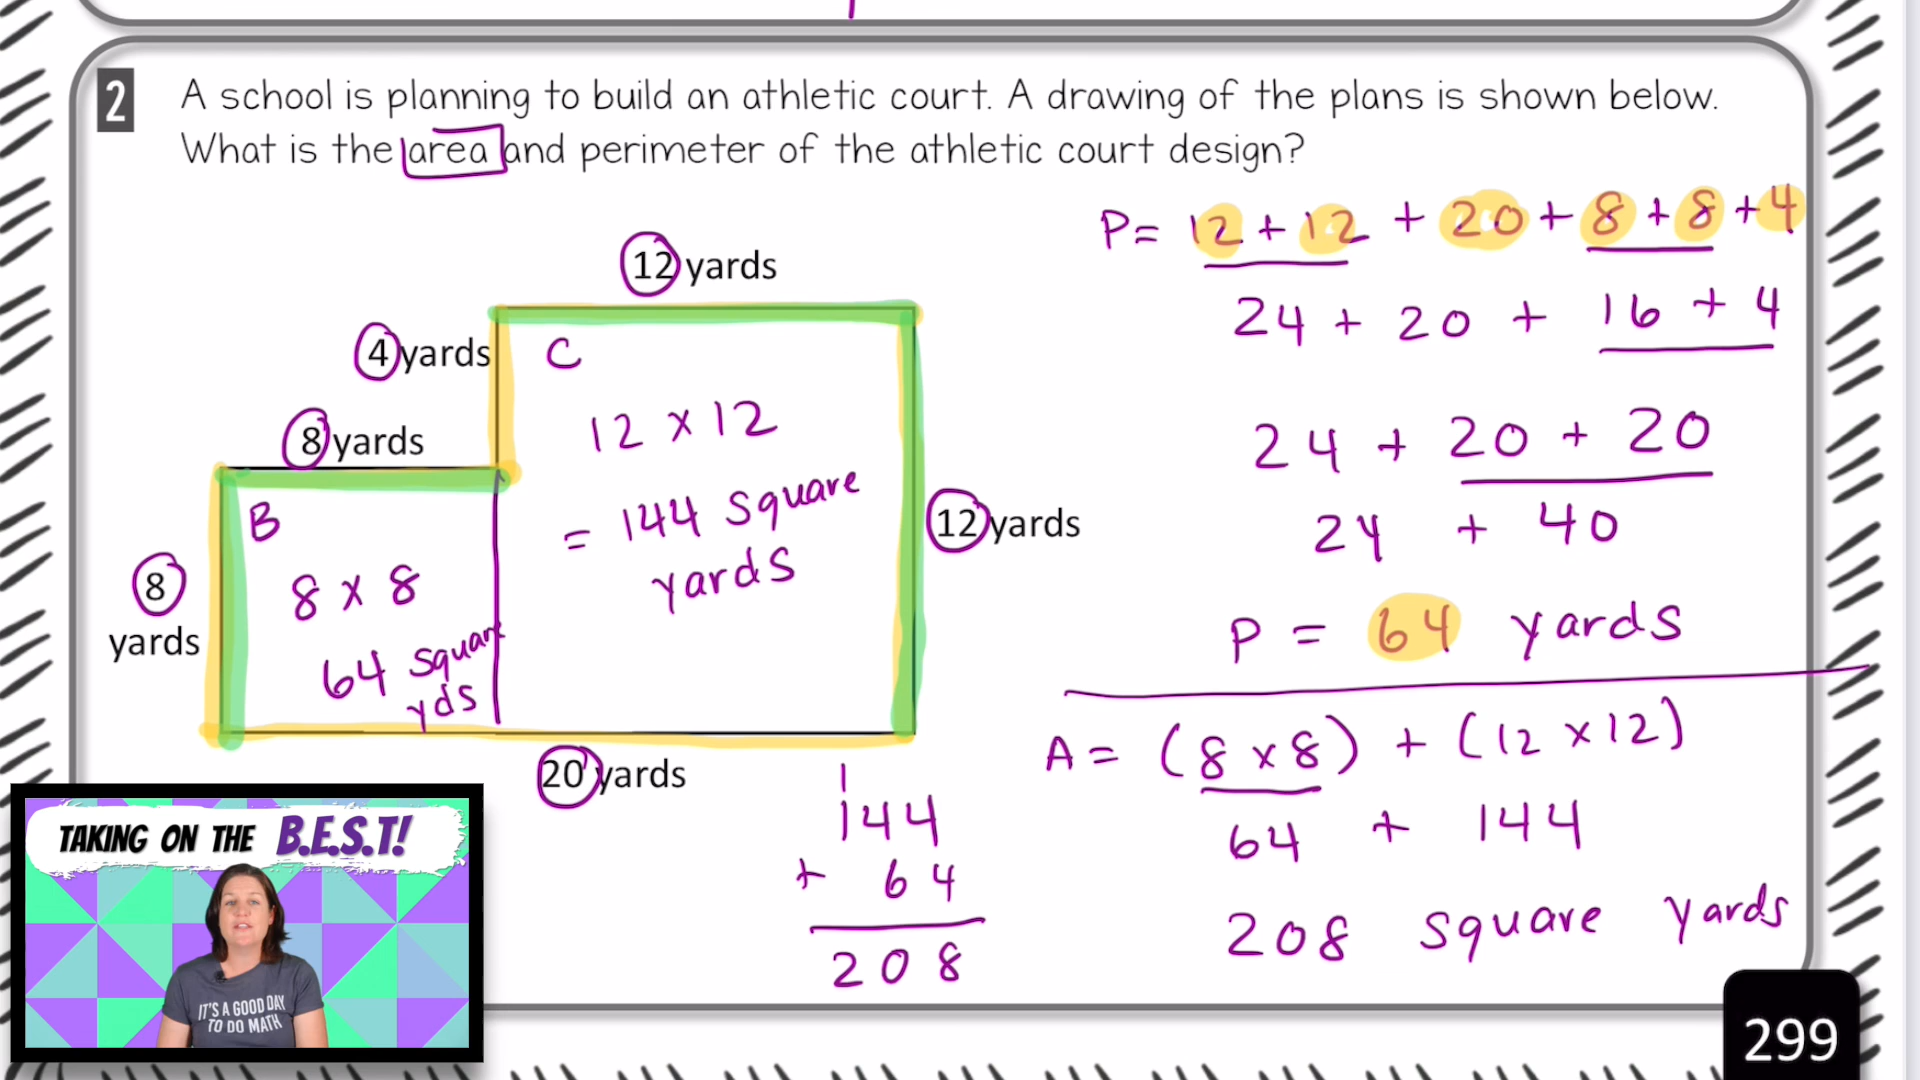 2
A school is planning to build an athletic court. A drawing of the plans is shown below.
What is the area and perimeter of the athletic court design?
P= 12 + 12 + 20 + 8 + 8 + 4
24 + 20 + 16 + 4
24 + 20 + 20
24 + 40
P = 64 yards
A = (8 x 8) + (12 x 12)
64 + 144
208 square yards
12 yards
4 yards
8 yards
8
yards
12 yards
20 yards
C
12 x 12
= 144 square
yards
B
8 x 8
64 square
yds
1
144
+ 64
208
TAKING ON THE B.E.S.T!
IT'S A GOOD DAY
TO DO MATH
299